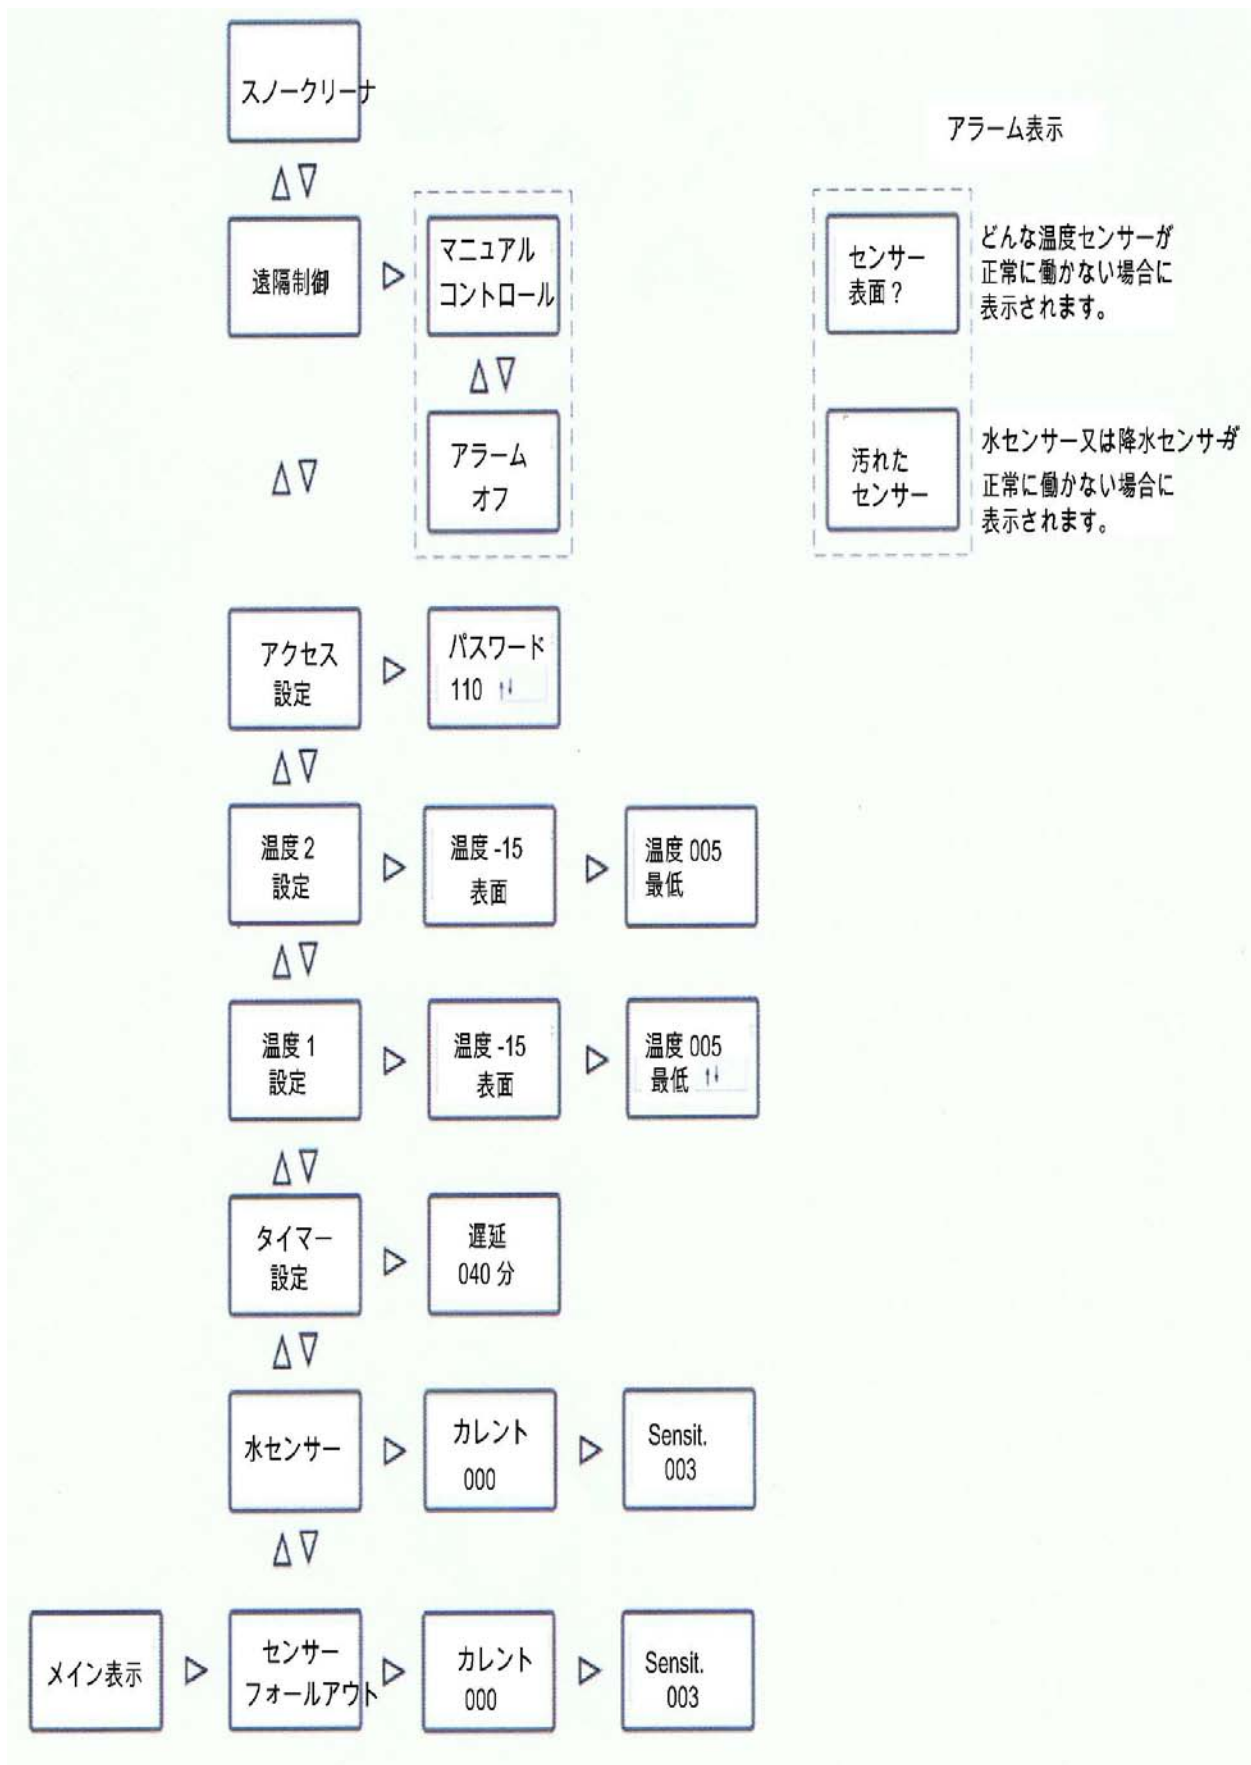 スノークリーナ
アラーム表示
遠隔制御
マニュアル
コントロール
センサー
表面?
どんな温度センサーが
正常に働かない場合に
表示されます。
アラーム
オフ
汚れた
センサー
水センサー又は降水センサが
正常に働かない場合に
表示されます。
アクセス
設定
パスワード
110 ↑↓
温度 2
設定
温度 -15
表面
温度 005
最低
温度 1
設定
温度 -15
表面
温度 005
最低 ↑↓
タイマー
設定
遅延
040 分
水センサー
カレント
000
Sensit.
003
メイン表示
センサー
フォールアウト
カレント
000
Sensit.
003